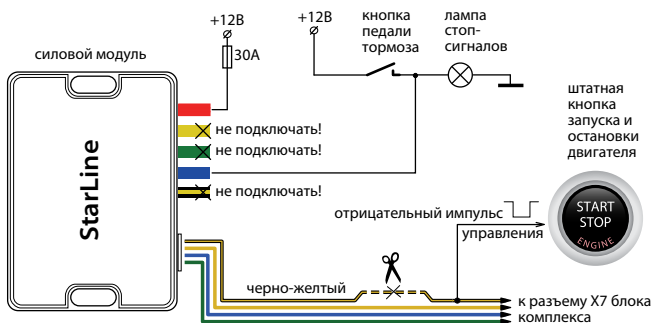 +12В
+12В
кнопка
педали
тормоза
лампа
стоп-
сигналов
силовой модуль
30А
не подключать!
не подключать!
не подключать!
StarLine
штатная
кнопка
запуска и
остановки
двигателя
START
STOP
ENGINE
отрицательный импульс
управления
черно-желтый
к разъему X7 блока
комплекса